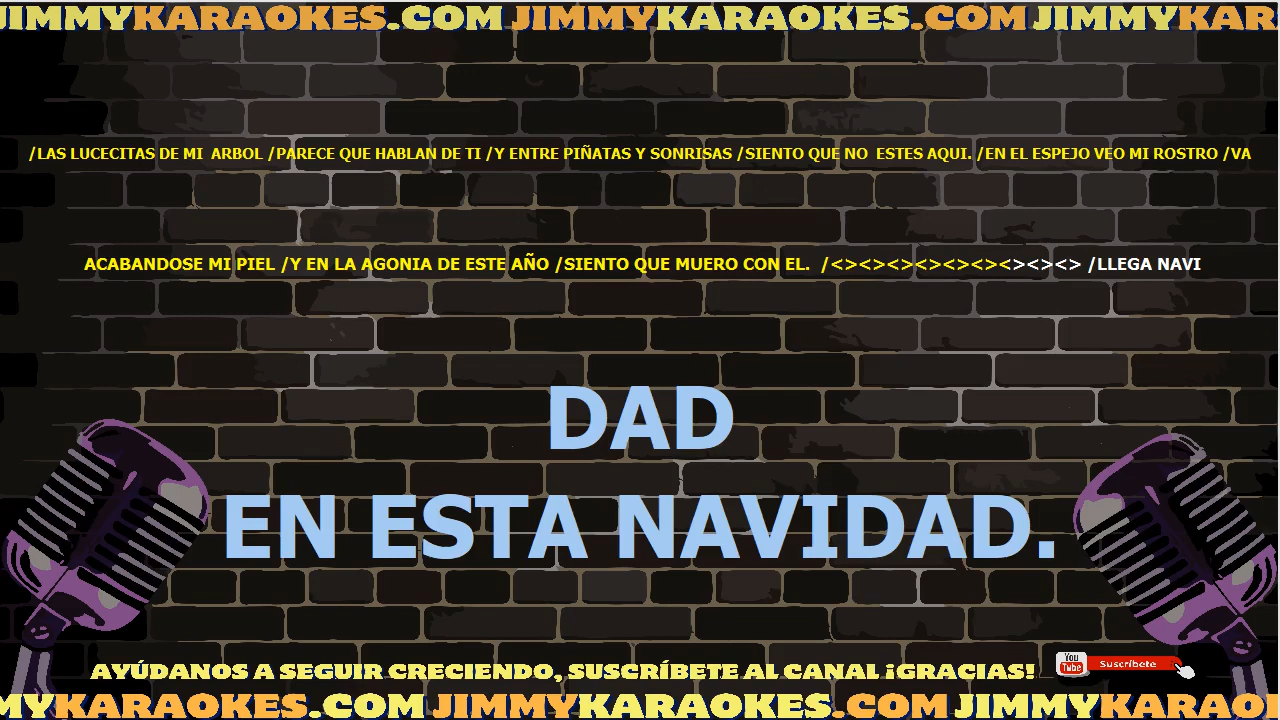 JIMMYKARAOKES.COM JIMMYKARAOKES.COM JIMMYKAR
/LAS LUCECITAS DE MI  ARBOL /PARECE QUE HABLAN DE TI /Y ENTRE PIÑATAS Y SONRISAS /SIENTO QUE NO  ESTES AQUI. /EN EL ESPEJO VEO MI ROSTRO /VA
ACABANDOSE MI PIEL /Y EN LA AGONIA DE ESTE AÑO /SIENTO QUE MUERO CON EL.  /<><><><><><><><><> /LLEGA NAVI
DAD
EN ESTA NAVIDAD.
AYÚDANOS A SEGUIR CRECIENDO, SUSCRÍBETE AL CANAL ¡GRACIAS!
You Tube Suscríbete
MYKARAOKES.COM JIMMYKARAOKES.COM JIMMYKARAO